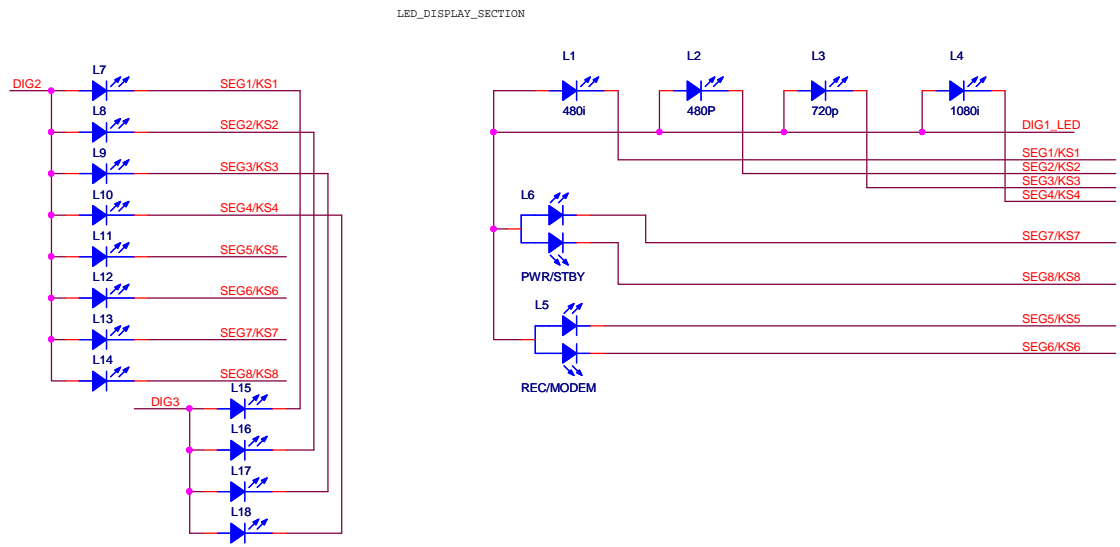 LED_DISPLAY_SECTION
L7
DIG2
SEG1/KS1
L8
SEG2/KS2
L9
SEG3/KS3
L10
SEG4/KS4
L11
SEG5/KS5
L12
SEG6/KS6
L13
SEG7/KS7
L14
SEG8/KS8
L15
DIG3
L16
L17
L18
L1
L2
L3
L4
480i
480P
720p
1080i
DIG1_LED
SEG1/KS1
SEG2/KS2
SEG3/KS3
SEG4/KS4
L6
SEG7/KS7
PWR/STBY
SEG8/KS8
L5
SEG5/KS5
SEG6/KS6
REC/MODEM